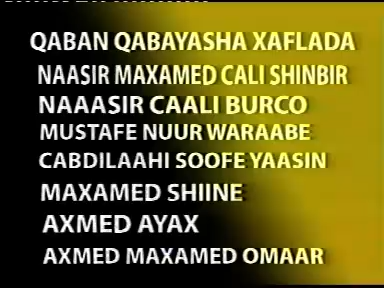 QABAN QABAYASHA XAFLADA
NAASIR MAXAMED CALI SHINBIR
NAAASIR CAALI BURCO
MUSTAFE NUUR WARAABE
CABDILAAHI SOOFE YAASIN
MAXAMED SHIINE
AXMED AYAX
AXMED MAXAMED OMAAR